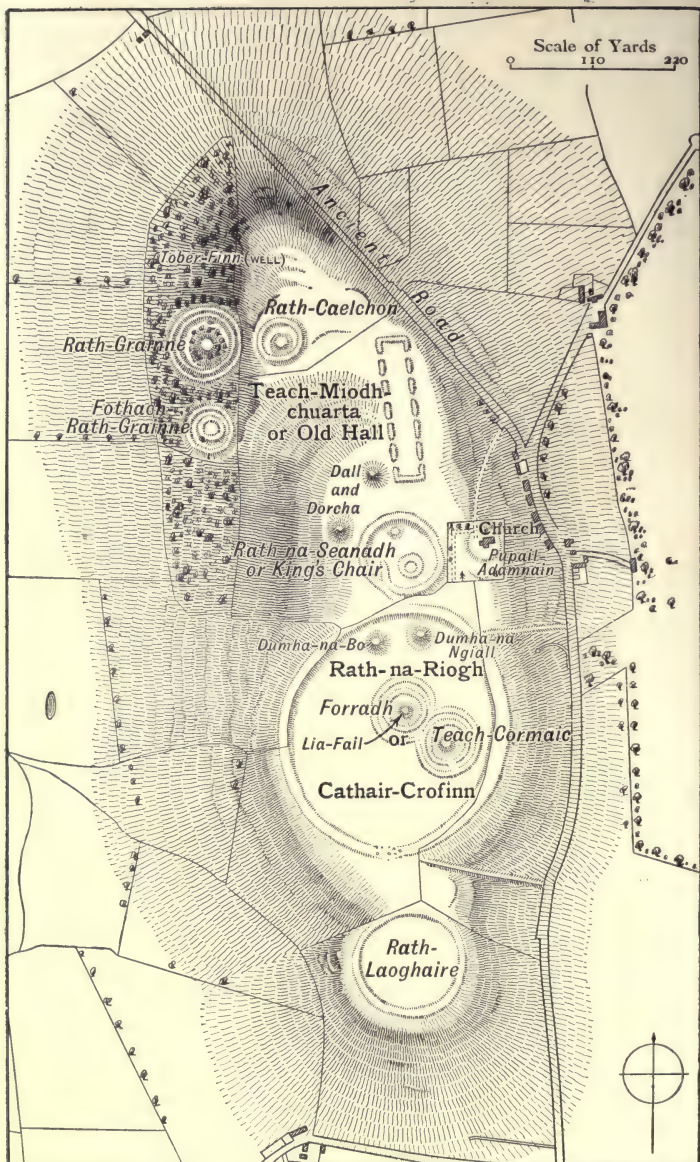 Scale of Yards
0 110 220
Ancient Road
Tober-Finn (WELL)
Rath-Caelchon
Rath-Grainne
Teach-Miodh-
chuarta
or Old Hall
Fothach
Rath-Grainne
Dall
and
Dorcha
Church
Rath-na-Seanadh
or King's Chair
Pupail
Adamnain
Dumha-na-Bo
Dumha-na
Ngiall
Rath-na-Riogh
Forradh
Lia-Fail
or
Teach-Cormaic
Cathair-Crofinn
Rath-
Laoghaire